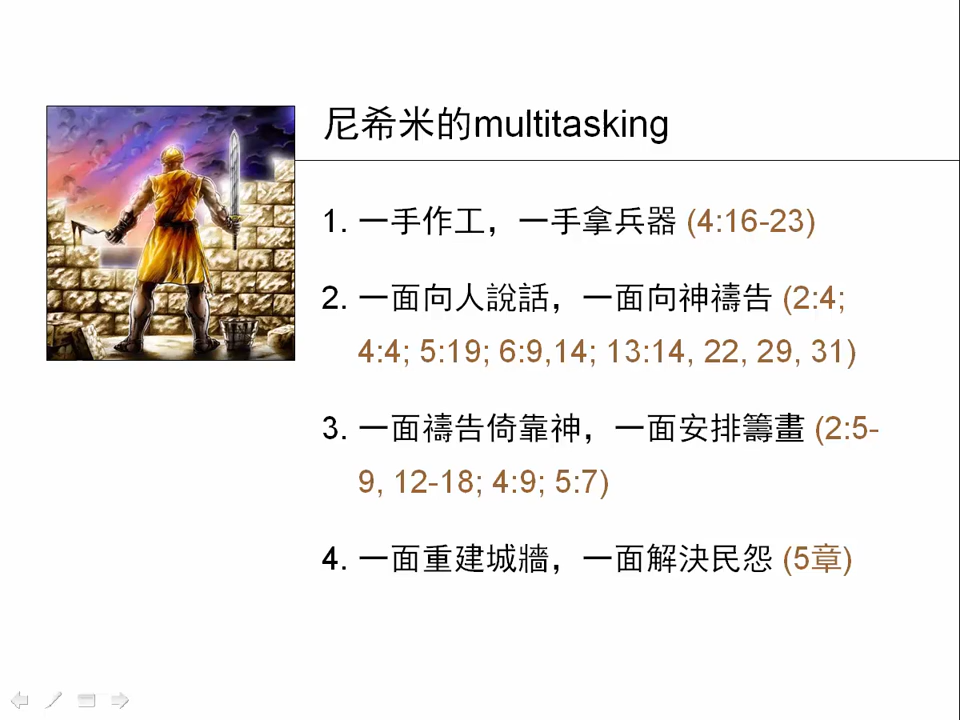 尼希米的multitasking
1. 一手作工，一手拿兵器 (4:16-23)
2. 一面向人說話，一面向神禱告 (2:4;
4:4; 5:19; 6:9,14; 13:14, 22, 29, 31)
3. 一面禱告倚靠神，一面安排籌畫 (2:5-
9, 12-18; 4:9; 5:7)
4. 一面重建城牆，一面解決民怨 (5章)